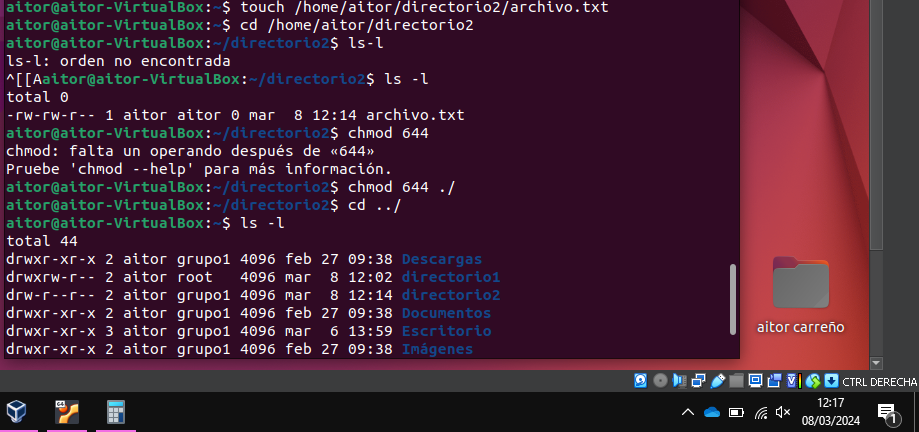 aitor@aitor-VirtualBox:~$ touch /home/aitor/directorio2/archivo.txt
aitor@aitor-VirtualBox:~$ cd /home/aitor/directorio2
aitor@aitor-VirtualBox:~/directorio2$ ls-l
ls-l: orden no encontrada
^[[Aaitor@aitor-VirtualBox:~/directorio2$ ls -l
total 0
-rw-rw-r-- 1 aitor aitor 0 mar  8 12:14 archivo.txt
aitor@aitor-VirtualBox:~/directorio2$ chmod 644
chmod: falta un operando después de «644»
Pruebe 'chmod --help' para más información.
aitor@aitor-VirtualBox:~/directorio2$ chmod 644 ./
aitor@aitor-VirtualBox:~/directorio2$ cd ../
aitor@aitor-VirtualBox:~$ ls -l
total 44
drwxr-xr-x 2 aitor grupo1 4096 feb 27 09:38 Descargas
drwxrw-r-- 2 aitor root   4096 mar  8 12:02 directorio1
drw-r--r-- 2 aitor grupo1 4096 mar  8 12:14 directorio2
drwxr-xr-x 2 aitor grupo1 4096 feb 27 09:38 Documentos
drwxr-xr-x 3 aitor grupo1 4096 mar  6 13:59 Escritorio
drwxr-xr-x 2 aitor grupo1 4096 feb 27 09:38 Imágenes
aitor carreño
CTRL DERECHA
64
12:17
08/03/2024
1